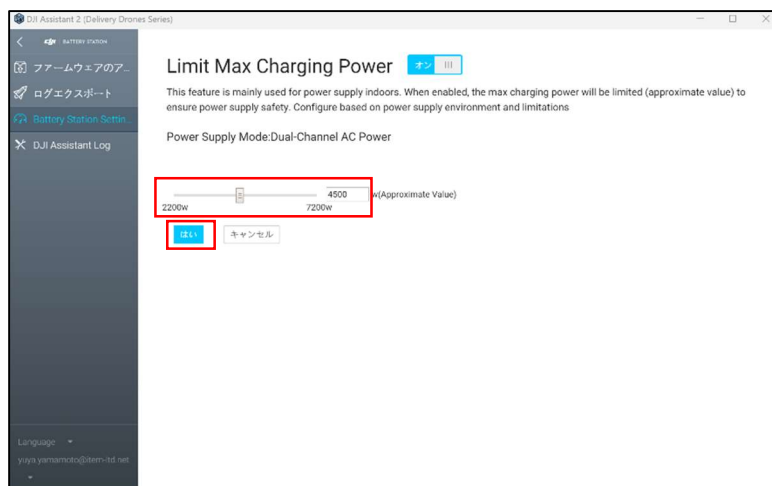 DJI Assistant 2 (Delivery Drones Series)
dji | BATTERY STATION
ファームウェアのア...
ログエクスポート
Battery Station Settin...
DJI Assistant Log
Limit Max Charging Power オン
This feature is mainly used for power supply indoors. When enabled, the max charging power will be limited (approximate value) to
ensure power supply safety. Configure based on power supply environment and limitations
Power Supply Mode:Dual-Channel AC Power
4500 w(Approximate Value)
2200w 7200w
はい キャンセル
Language
yuya.yamamoto@item-ltd.net